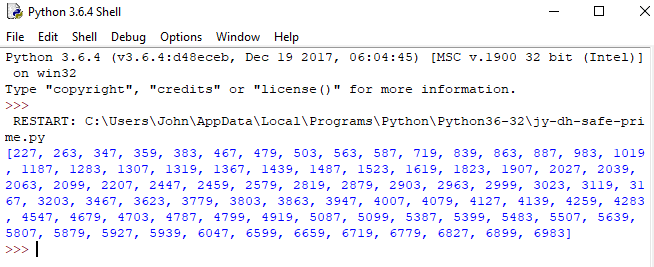 Python 3.6.4 Shell
File Edit Shell Debug Options Window Help
Python 3.6.4 (v3.6.4:d48eceb, Dec 19 2017, 06:04:45) [MSC v.1900 32 bit (Intel)]
on win32
Type "copyright", "credits" or "license()" for more information.
>>>
RESTART: C:\Users\John\AppData\Local\Programs\Python\Python36-32\jy-dh-safe-pri
me.py
[227, 263, 347, 359, 383, 467, 479, 503, 563, 587, 719, 839, 863, 887, 983, 1019
, 1187, 1283, 1307, 1319, 1367, 1439, 1487, 1523, 1619, 1823, 1907, 2027, 2039,
2063, 2099, 2207, 2447, 2459, 2579, 2819, 2879, 2903, 2963, 2999, 3023, 3119, 31
67, 3203, 3467, 3623, 3779, 3803, 3863, 3947, 4007, 4079, 4127, 4139, 4259, 4283
, 4547, 4679, 4703, 4787, 4799, 4919, 5087, 5099, 5387, 5399, 5483, 5507, 5639,
5807, 5879, 5927, 5939, 6047, 6599, 6659, 6719, 6779, 6827, 6899, 6983]
>>>